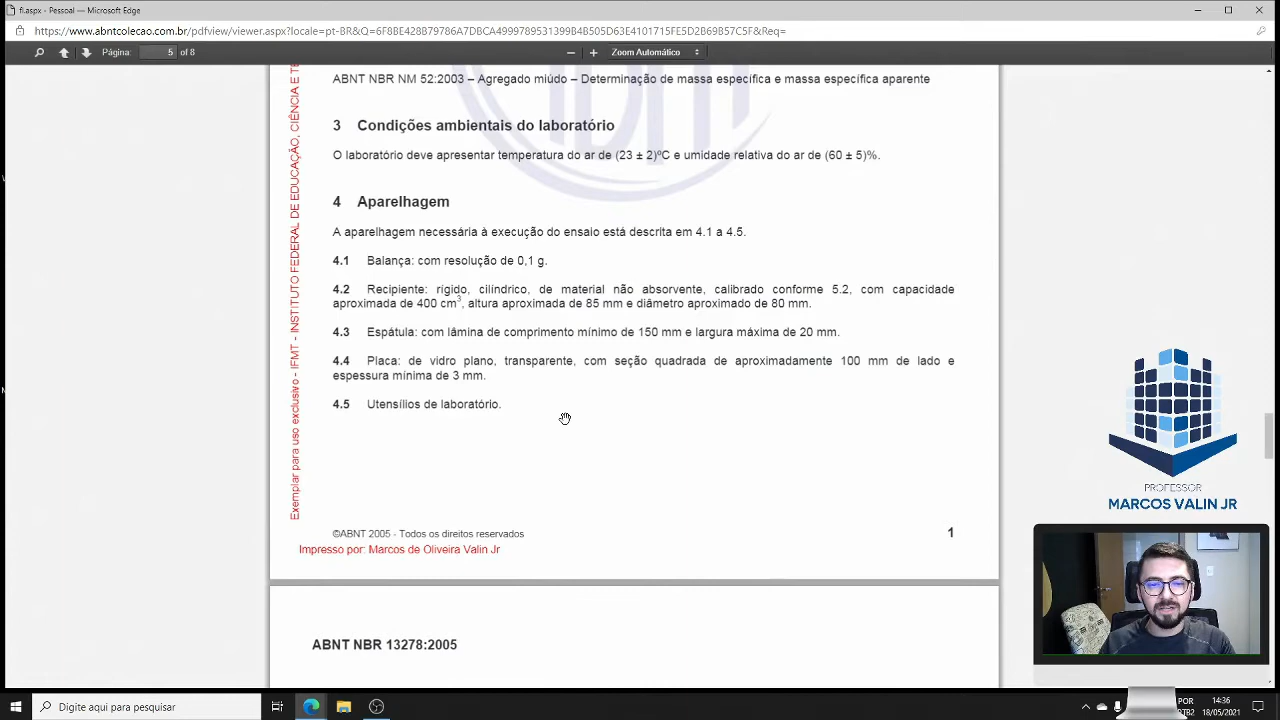 fi.aspx - Pessoal — Microsoft Edge
https://www.abntcolecao.com.br/pdfview/viewer.aspx?locale=pt-BR&Q=6F8BE428B79786A7DBCA4999789531399B4B5D505D63E4101571 5FE5D2B69B57C5F&Req=
Página: 5 of 8
Zoom Automático
ABNT NBR NM 52:2003 – Agregado miúdo – Determinação de massa específica e massa específica aparente
3 Condições ambientais do laboratório
O laboratório deve apresentar temperatura do ar de (23 ± 2)ºC e umidade relativa do ar de (60 ± 5)%.
4 Aparelhagem
A aparelhagem necessária à execução do ensaio está descrita em 4.1 a 4.5.
4.1 Balança: com resolução de 0,1 g.
4.2 Recipiente: rígido, cilíndrico, de material não absorvente, calibrado conforme 5.2, com capacidade
aproximada de 400 cm3, altura aproximada de 85 mm e diâmetro aproximado de 80 mm.
4.3 Espátula: com lâmina de comprimento mínimo de 150 mm e largura máxima de 20 mm.
4.4 Placa: de vidro plano, transparente, com seção quadrada de aproximadamente 100 mm de lado e
espessura mínima de 3 mm.
4.5 Utensílios de laboratório.
Exemplar para uso exclusivo - IFMT - INSTITUTO FEDERAL DE EDUCAÇÃO, CIÊNCIA E TE
©ABNT 2005 - Todos os direitos reservados
1
Impresso por: Marcos de Oliveira Valin Jr
ABNT NBR 13278:2005
PROFESSOR
MARCOS VALIN JR
Digite aqui para pesquisar
POR
PTB2
14:36
18/05/2021